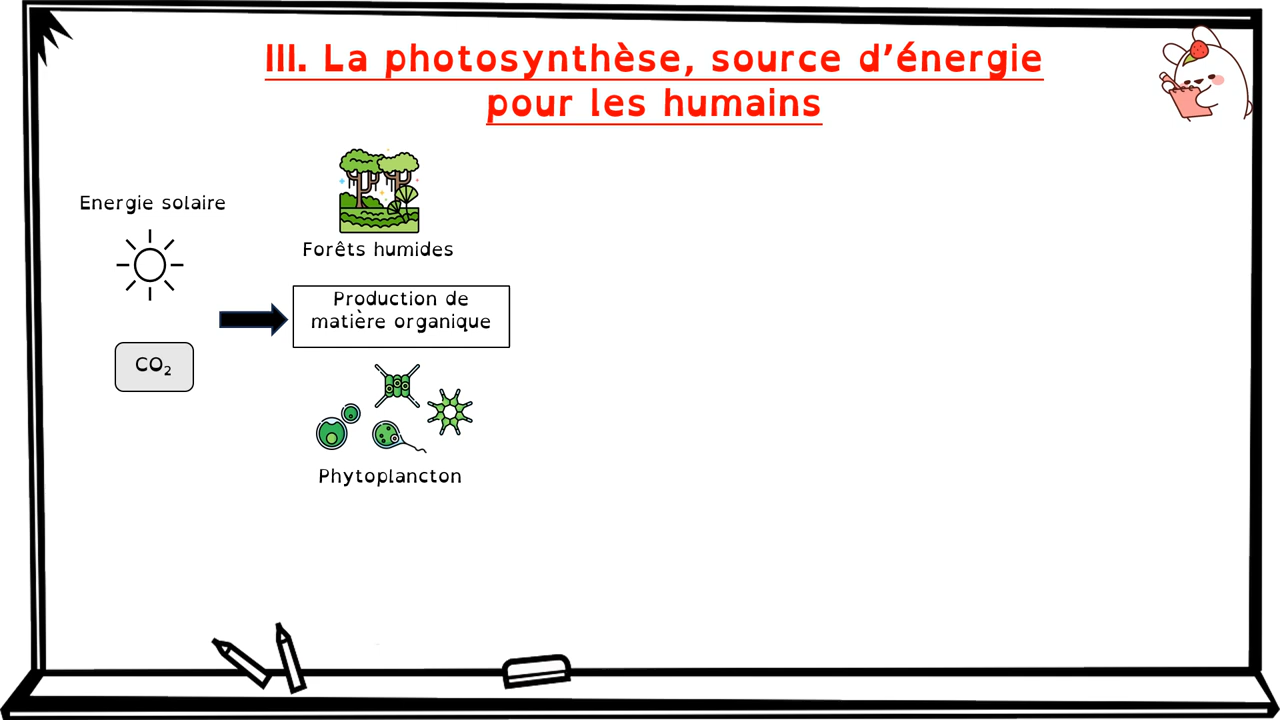 III. La photosynthèse, source d’énergie
pour les humains
Energie solaire
Forêts humides
Production de
matière organique
CO₂
Phytoplancton